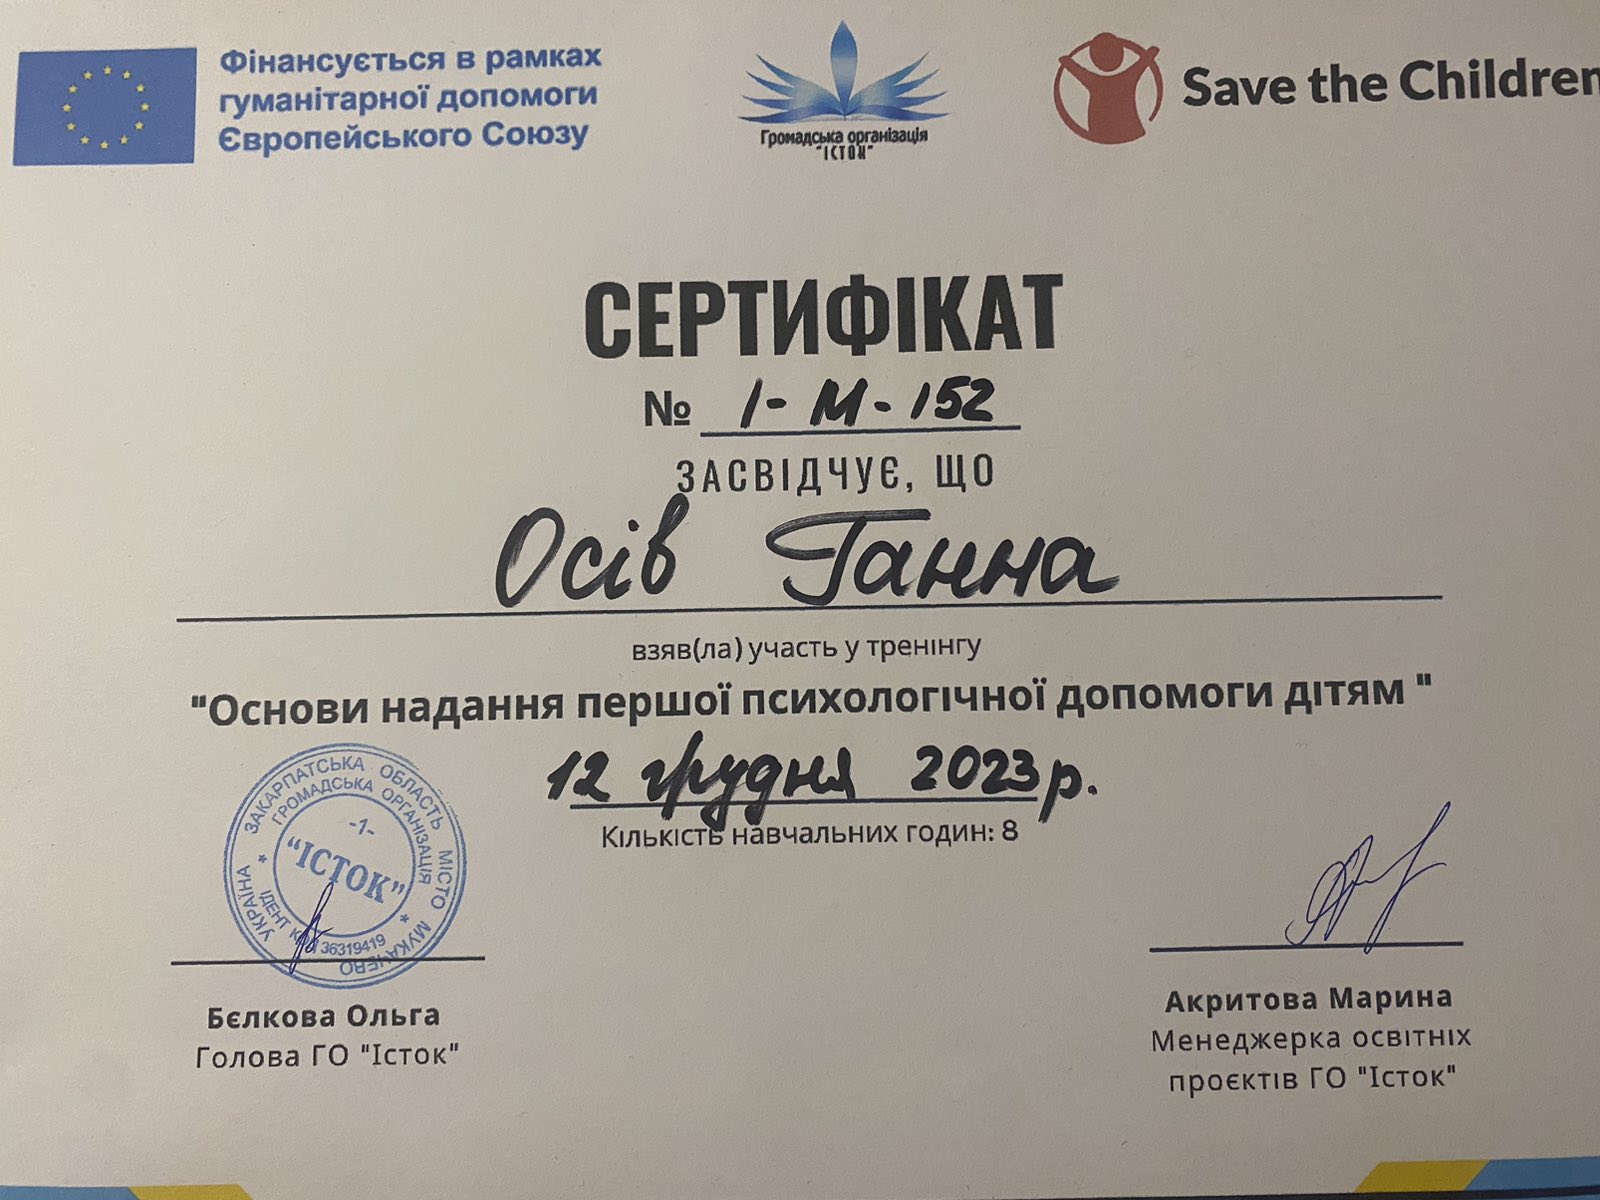 Фінансується в рамках
гуманітарної допомоги
Європейського Союзу
Громадська організація
"ІСТОК"
Save the Children
СЕРТИФІКАТ
№ 1-М-152
ЗАСВІДЧУЄ, ЩО
Осів Ганна
взяв(ла) участь у тренінгу
"Основи надання першої психологічної допомоги дітям "
12 грудня 2023р.
Кількість навчальних годин: 8
УКРАЇНА * ЗАКАРПАТСЬКА ОБЛАСТЬ МІСТО МУКАЧЕВО
ГРОМАДСЬКА ОРГАНІЗАЦІЯ
-1-
"ІСТОК"
* ІДЕНТ КОД 36319419 *
Бєлкова Ольга
Голова ГО "Істок"
Акритова Марина
Менеджерка освітніх
проєктів ГО "Істок"